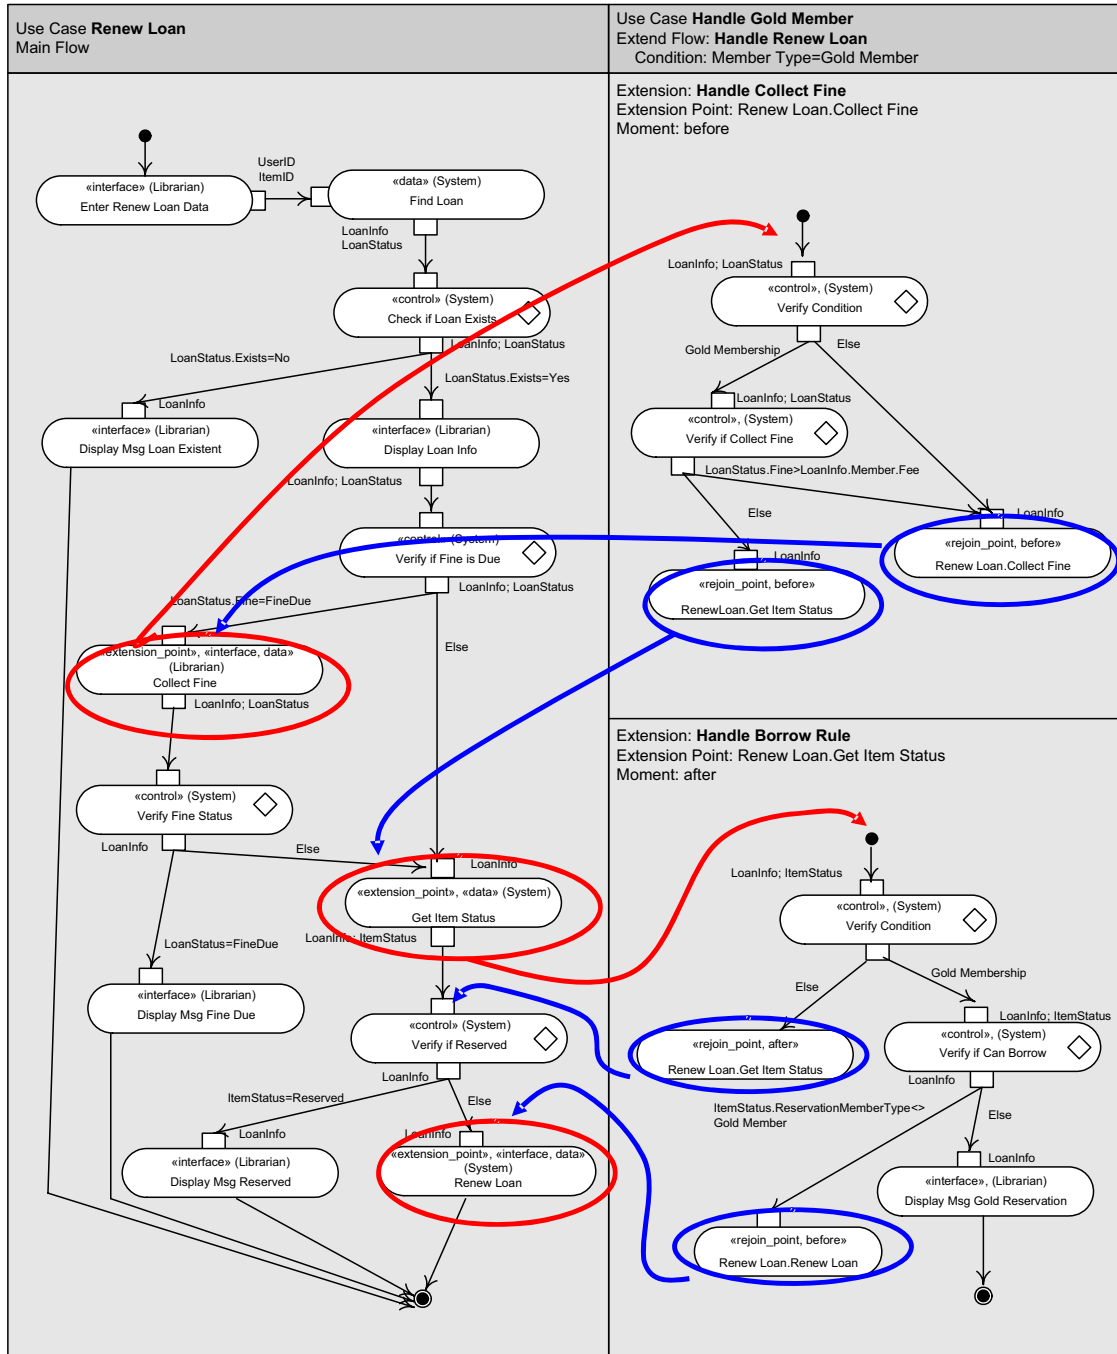 Use Case Renew Loan
Main Flow
Use Case Handle Gold Member
Extend Flow: Handle Renew Loan
Condition: Member Type=Gold Member
UserID
ItemID
«interface» (Librarian)
Enter Renew Loan Data
«data» (System)
Find Loan
LoanInfo
LoanStatus
«control» (System)
Check if Loan Exists
LoanInfo; LoanStatus
LoanStatus.Exists=No
LoanStatus.Exists=Yes
LoanInfo
«interface» (Librarian)
Display Msg Loan Existent
«interface» (Librarian)
Display Loan Info
LoanInfo; LoanStatus
«control» (System)
Verify if Fine is Due
LoanInfo; LoanStatus
LoanStatus.Fine=FineDue
Else
«extension_point», «interface, data»
(Librarian)
Collect Fine
LoanInfo; LoanStatus
«control» (System)
Verify Fine Status
LoanInfo
Else
LoanInfo
«extension_point», «data» (System)
Get Item Status
LoanInfo; ItemStatus
LoanStatus=FineDue
«interface» (Librarian)
Display Msg Fine Due
«control» (System)
Verify if Reserved
LoanInfo
ItemStatus=Reserved
Else
LoanInfo
LoanInfo
«interface» (Librarian)
Display Msg Reserved
«extension_point», «interface, data»
(System)
Renew Loan
Extension: Handle Collect Fine
Extension Point: Renew Loan.Collect Fine
Moment: before
LoanInfo; LoanStatus
«control», (System)
Verify Condition
Gold Membership
Else
LoanInfo; LoanStatus
«control», (System)
Verify if Collect Fine
LoanStatus.Fine>LoanInfo.Member.Fee
Else
LoanInfo
«rejoin_point, before»
Renew Loan.Collect Fine
LoanInfo
«rejoin_point, before»
RenewLoan.Get Item Status
Extension: Handle Borrow Rule
Extension Point: Renew Loan.Get Item Status
Moment: after
LoanInfo; ItemStatus
«control», (System)
Verify Condition
Gold Membership
Else
LoanInfo; ItemStatus
«rejoin_point, after»
Renew Loan.Get Item Status
«control», (System)
Verify if Can Borrow
LoanInfo
ItemStatus.ReservationMemberType<>
Gold Member
Else
LoanInfo
«interface», (Librarian)
Display Msg Gold Reservation
«rejoin_point, before»
Renew Loan.Renew Loan